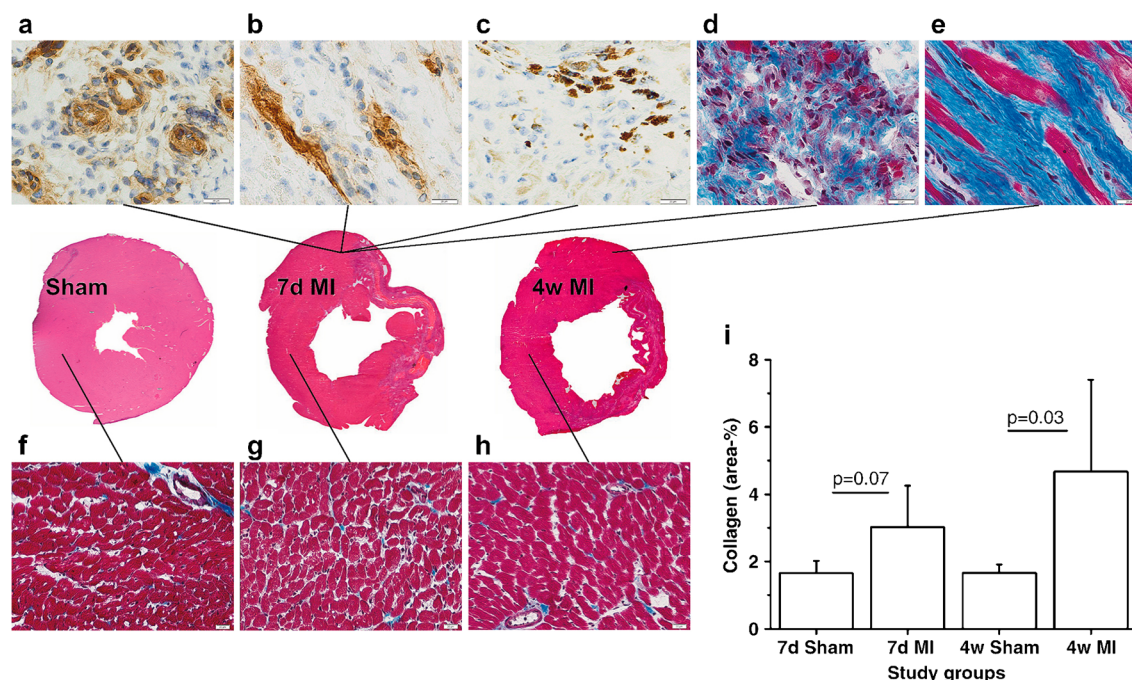 a b c d e
Sham 7d MI 4w MI
f g h i
8
6
4
2
0
Collagen (area-%)
p=0.07
p=0.03
7d Sham 7d MI 4w Sham 4w MI
Study groups